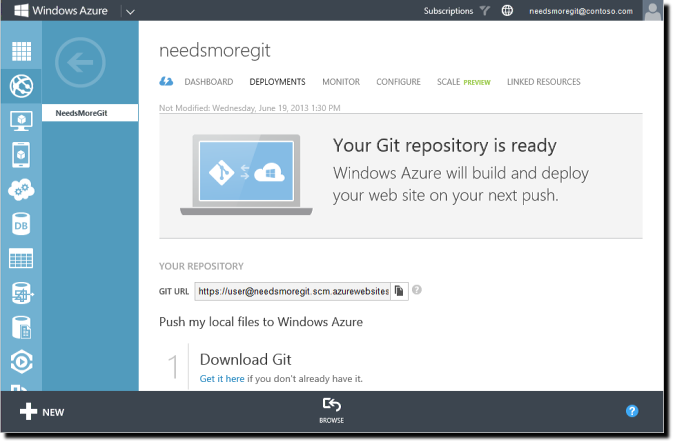 Windows Azure
Subscriptions
needsmoregit@contoso.com
needsmoregit
DASHBOARD DEPLOYMENTS MONITOR CONFIGURE SCALE PREVIEW LINKED RESOURCES
NeedsMoreGit
Not Modified: Wednesday, June 19, 2013 1:30 PM
Your Git repository is ready
Windows Azure will build and deploy
your web site on your next push.
DB
YOUR REPOSITORY
GIT URL https://user@needsmoregit.scm.azurewebsites
Push my local files to Windows Azure
1 Download Git
Get it here if you don't already have it.
NEW
BROWSE
?